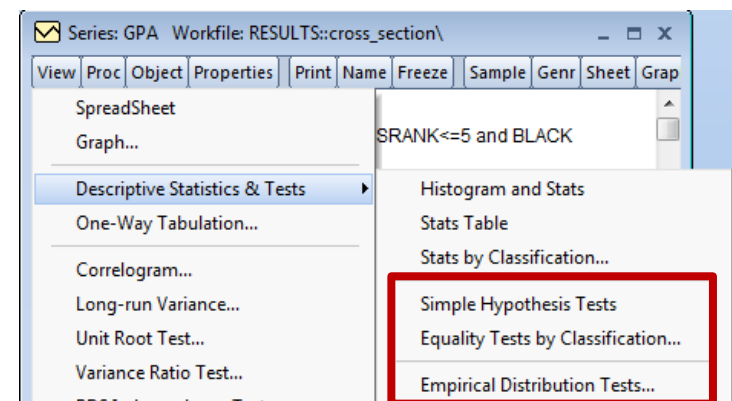 Series: GPA Workfile: RESULTS::cross_section\
View Proc Object Properties Print Name Freeze Sample Genr Sheet Grap
SpreadSheet
Graph...
SRANK<=5 and BLACK
Descriptive Statistics & Tests
One-Way Tabulation...
Correlogram...
Long-run Variance...
Unit Root Test...
Variance Ratio Test...
Histogram and Stats
Stats Table
Stats by Classification...
Simple Hypothesis Tests
Equality Tests by Classification...
Empirical Distribution Tests...